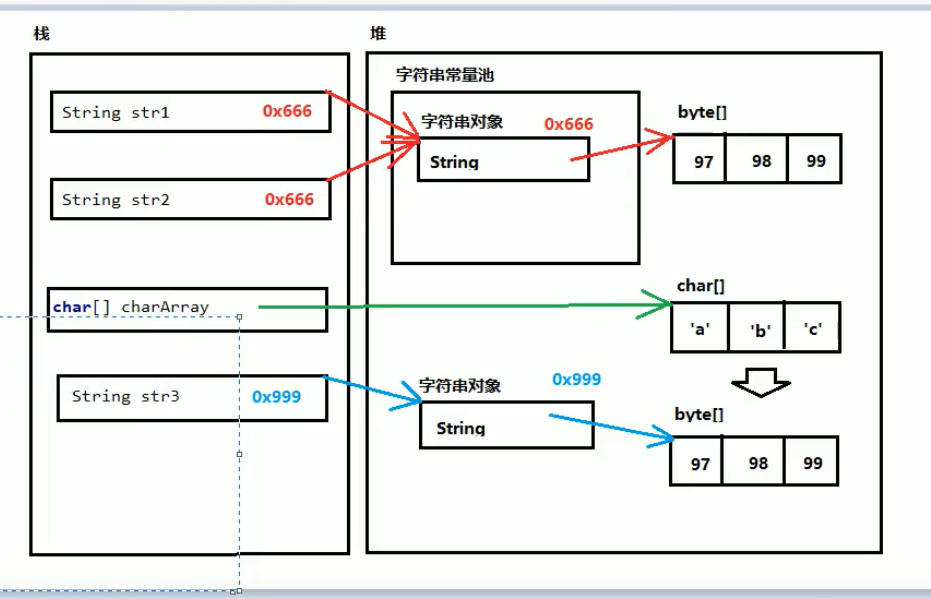 栈
堆
字符串常量池
String str1 0x666
字符串对象 0x666
byte[]
String
97 98 99
String str2 0x666
char[]
char[] charArray
'a' 'b' 'c'
字符串对象 0x999
String str3 0x999
byte[]
String
97 98 99